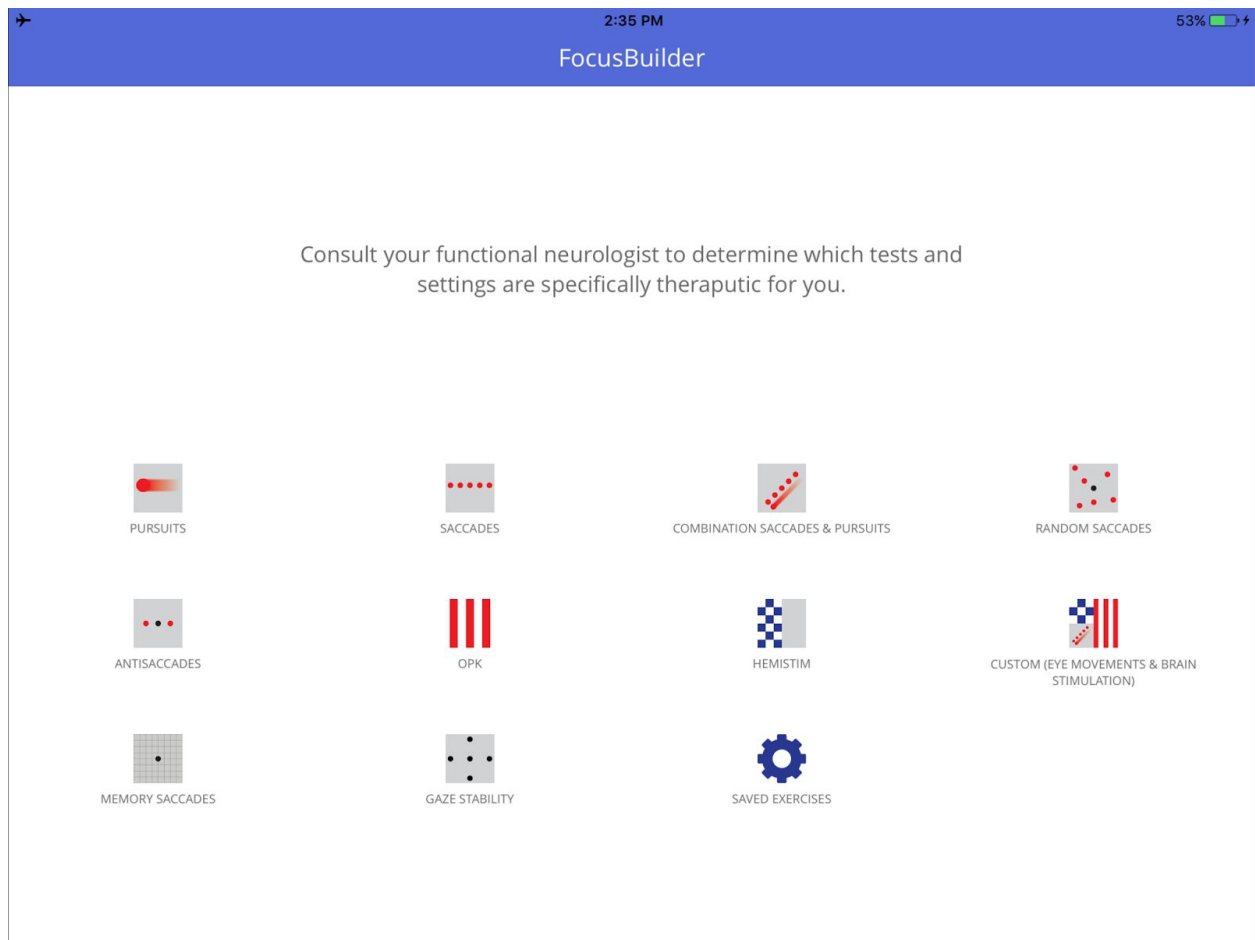 2:35 PM
53%
FocusBuilder
Consult your functional neurologist to determine which tests and
settings are specifically theraputic for you.
PURSUITS
SACCADES
COMBINATION SACCADES & PURSUITS
RANDOM SACCADES
ANTISACCADES
OPK
HEMISTIM
CUSTOM (EYE MOVEMENTS & BRAIN
STIMULATION)
MEMORY SACCADES
GAZE STABILITY
SAVED EXERCISES